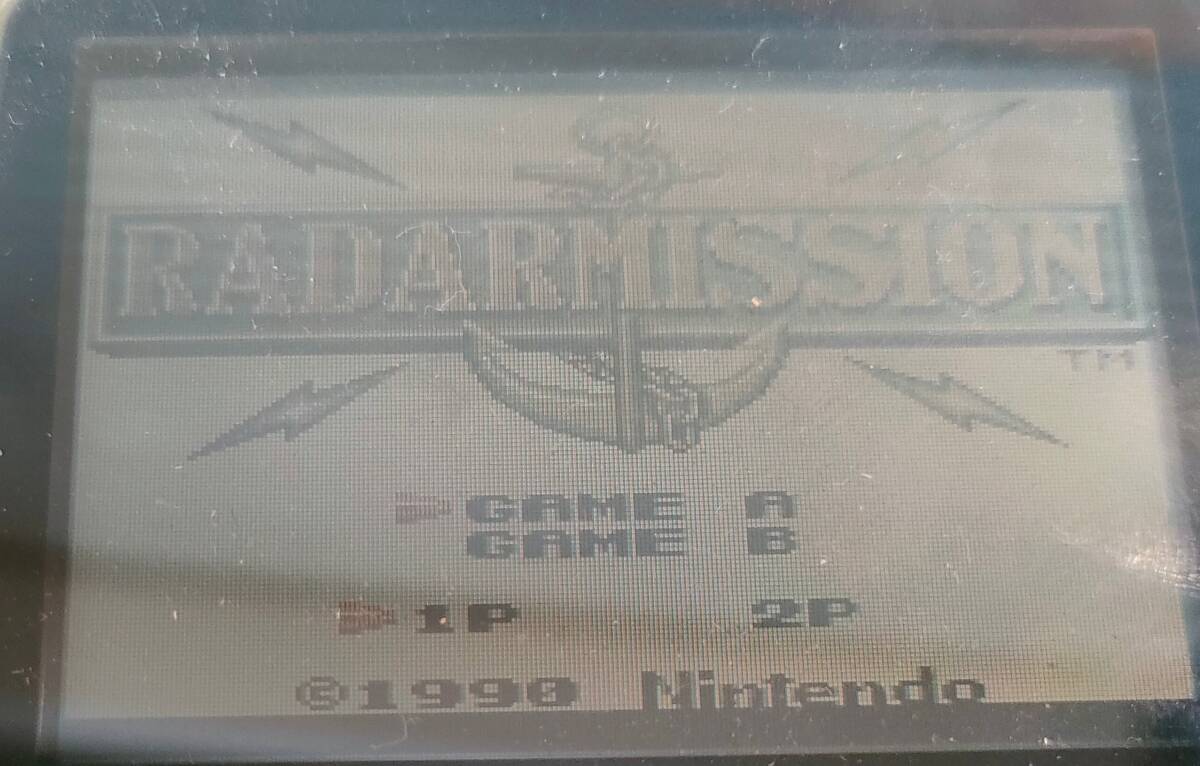 RADARMISSION
TM
GAME A
GAME B
1P 2P
©1990 Nintendo